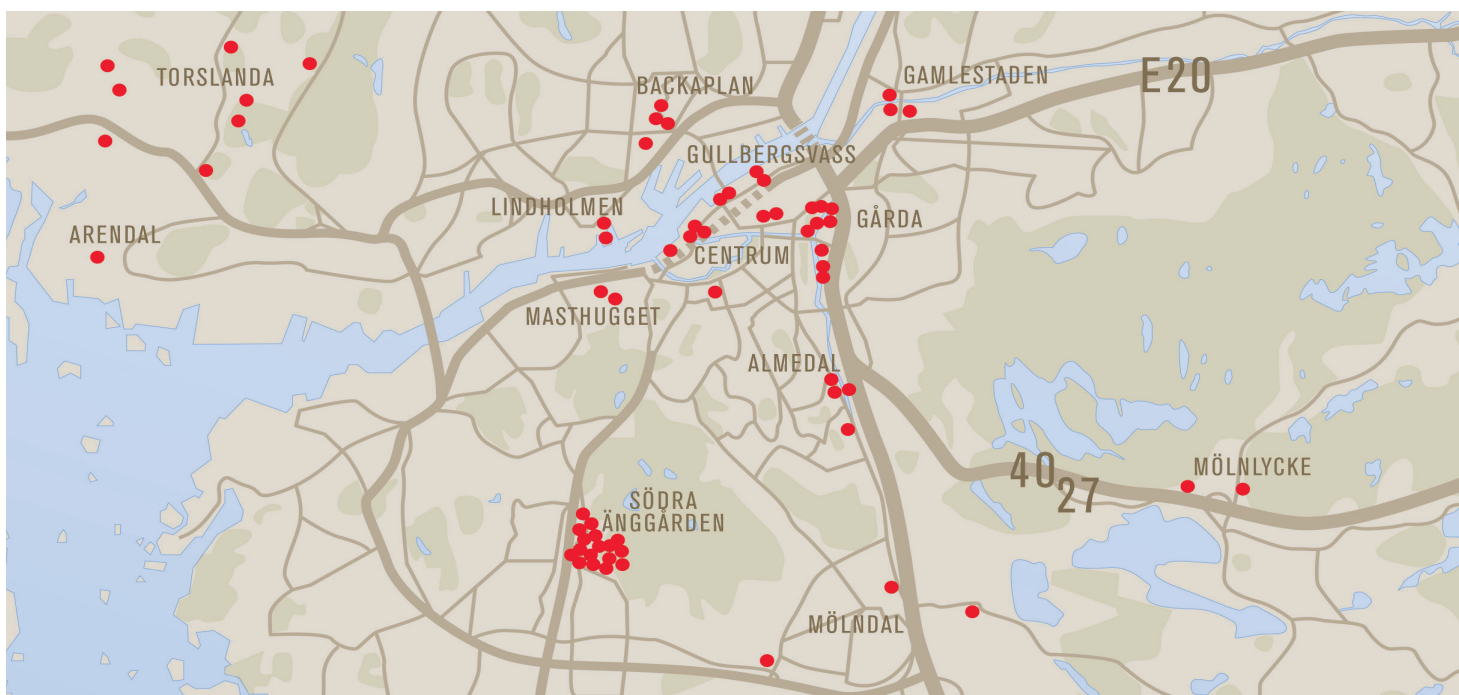 E20
TORSLANDA
BACKAPLAN
GAMLESTADEN
GULLBERGSVASS
LINDHOLMEN
GÅRDA
ARENDAL
CENTRUM
MASTHUGGET
ALMEDAL
40
27
MÖLNLYCKE
SÖDRA
ÄNGGÅRDEN
MÖLNDAL